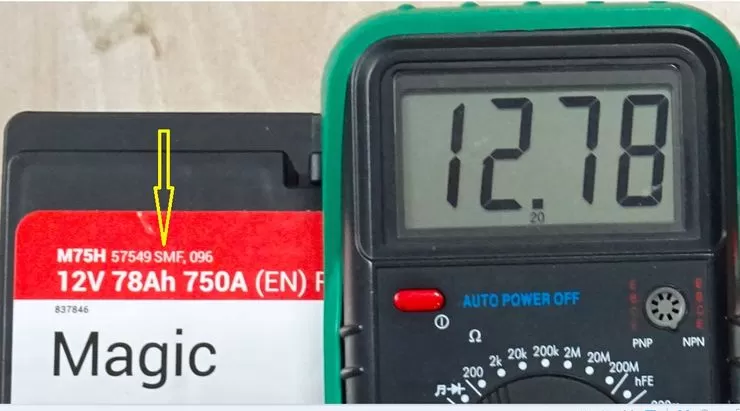 M75H 57549 SMF, 096
12V 78Ah 750A (EN)
837846
Magic
12.78
20
AUTO POWER OFF
Ω
PNP NPN
200 2k 20k 200k 2M 20M 200M
hFE